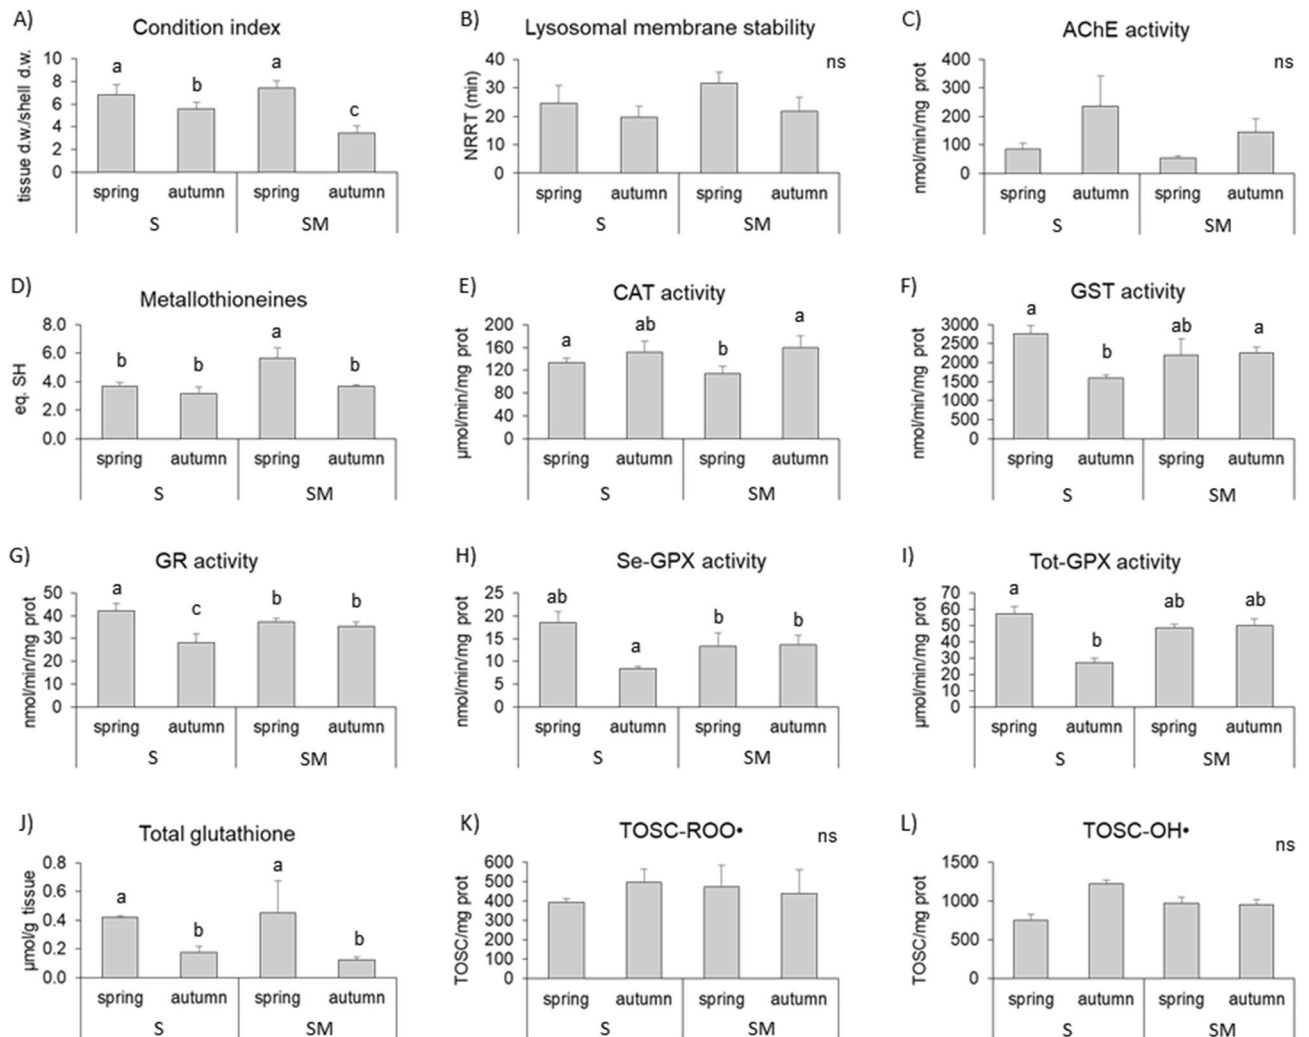 A)
Condition index
tissue d.w./shell d.w.
10
8
6
4
2
0
a
b
a
c
spring
autumn
spring
autumn
S
SM
B)
Lysosomal membrane stability
ns
NRRT (min)
40
30
20
10
0
spring
autumn
spring
autumn
S
SM
C)
AChE activity
ns
nmol/min/mg prot
400
300
200
100
0
spring
autumn
spring
autumn
S
SM
D)
Metallothioneines
eq. SH
8.0
6.0
4.0
2.0
0.0
b
b
a
b
spring
autumn
spring
autumn
S
SM
E)
CAT activity
µmol/min/mg prot
200
160
120
80
40
0
a
ab
b
a
spring
autumn
spring
autumn
S
SM
F)
GST activity
nmol/min/mg prot
3000
2500
2000
1500
1000
500
0
a
b
ab
a
spring
autumn
spring
autumn
S
SM
G)
GR activity
nmol/min/mg prot
50
40
30
20
10
0
a
c
b
b
spring
autumn
spring
autumn
S
SM
H)
Se-GPX activity
nmol/min/mg prot
25
20
15
10
5
0
ab
a
b
b
spring
autumn
spring
autumn
S
SM
I)
Tot-GPX activity
µmol/min/mg prot
70
60
50
40
30
20
10
0
a
b
ab
ab
spring
autumn
spring
autumn
S
SM
J)
Total glutathione
µmol/g tissue
0.8
0.6
0.4
0.2
0.0
a
b
a
b
spring
autumn
spring
autumn
S
SM
K)
TOSC-ROO•
ns
TOSC/mg prot
600
500
400
300
200
100
0
spring
autumn
spring
autumn
S
SM
L)
TOSC-OH•
ns
TOSC/mg prot
1500
1000
500
0
spring
autumn
spring
autumn
S
SM